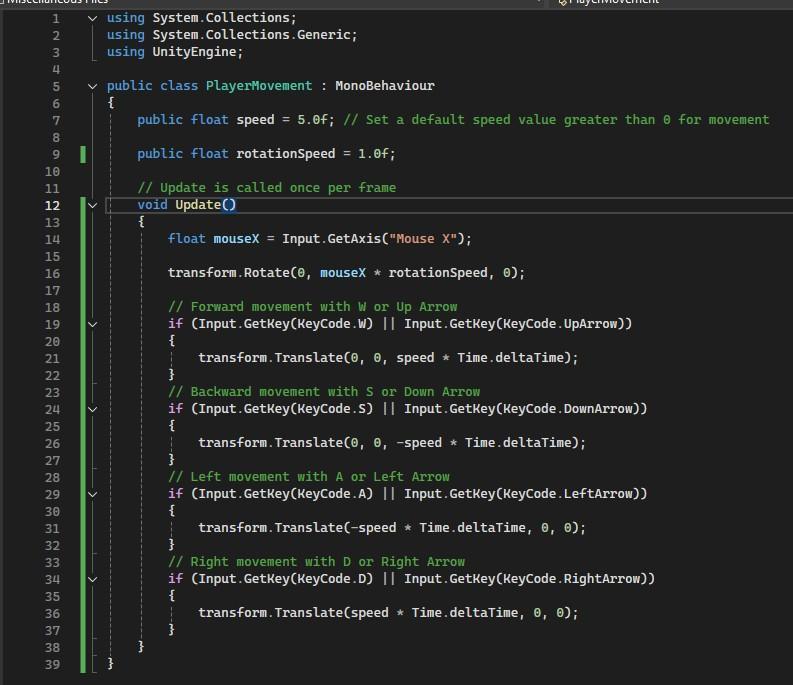 Miscellaneous Files
PlayerMovement
1 using System.Collections;
2 using System.Collections.Generic;
3 using UnityEngine;
4
5 public class PlayerMovement : MonoBehaviour
6 {
7 public float speed = 5.0f; // Set a default speed value greater than 0 for movement
8
9 public float rotationSpeed = 1.0f;
10
11 // Update is called once per frame
12 void Update()
13 {
14 float mouseX = Input.GetAxis("Mouse X");
15
16 transform.Rotate(0, mouseX * rotationSpeed, 0);
17
18 // Forward movement with W or Up Arrow
19 if (Input.GetKey(KeyCode.W) || Input.GetKey(KeyCode.UpArrow))
20 {
21 transform.Translate(0, 0, speed * Time.deltaTime);
22 }
23 // Backward movement with S or Down Arrow
24 if (Input.GetKey(KeyCode.S) || Input.GetKey(KeyCode.DownArrow))
25 {
26 transform.Translate(0, 0, -speed * Time.deltaTime);
27 }
28 // Left movement with A or Left Arrow
29 if (Input.GetKey(KeyCode.A) || Input.GetKey(KeyCode.LeftArrow))
30 {
31 transform.Translate(-speed * Time.deltaTime, 0, 0);
32 }
33 // Right movement with D or Right Arrow
34 if (Input.GetKey(KeyCode.D) || Input.GetKey(KeyCode.RightArrow))
35 {
36 transform.Translate(speed * Time.deltaTime, 0, 0);
37 }
38 }
39 }